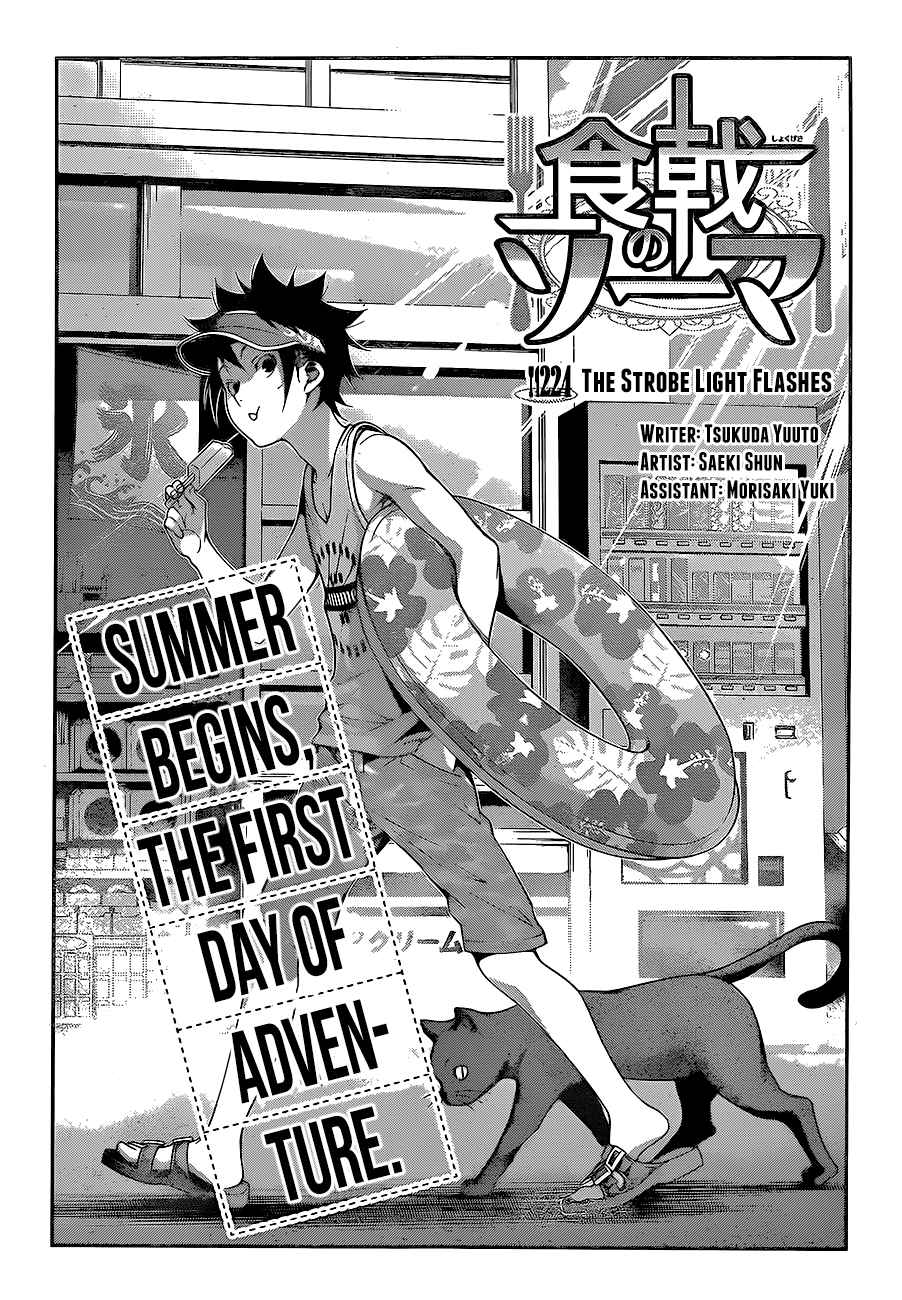 食戟の
しょくげき
ソーマ
224 The Strobe Light Flashes
Writer: Tsukuda Yuuto
Artist: Saeki Shun
Assistant: Morisaki Yuki
氷
SUMMER
BEGINS,
THE FIRST
DAY OF
ADVEN-
TURE.
クリーム